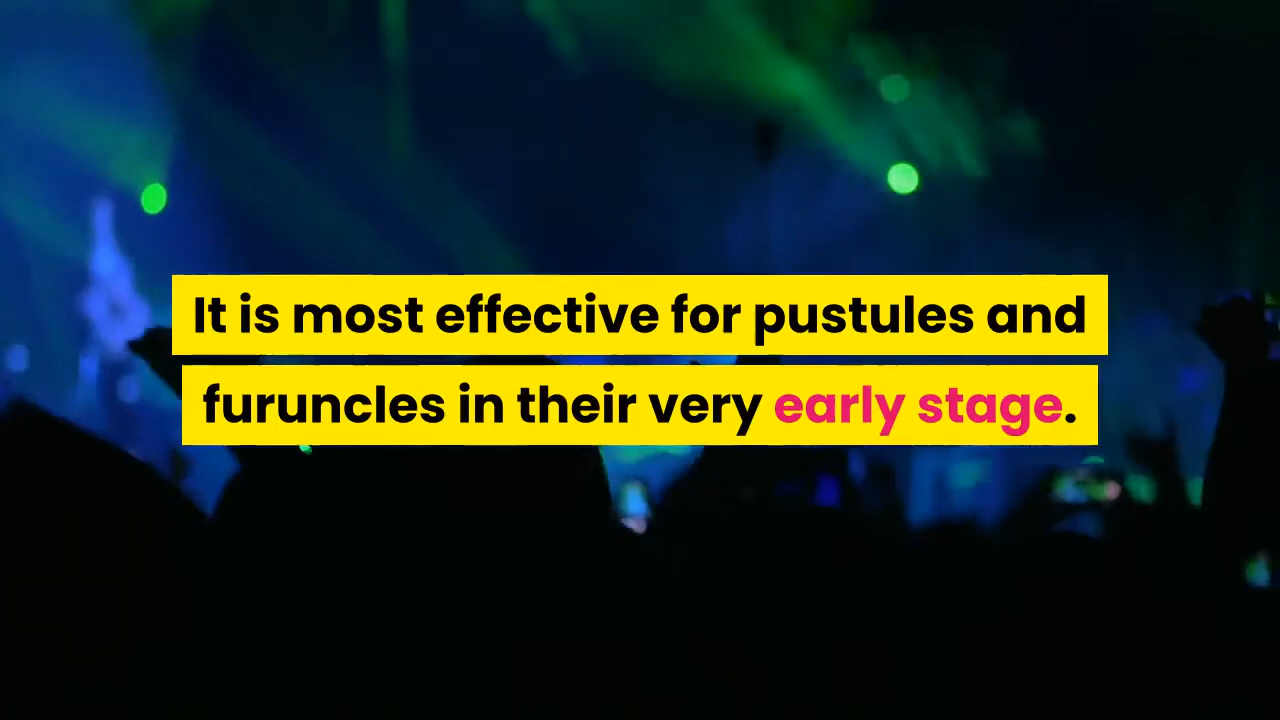 It is most effective for pustules and
furuncles in their very early stage.